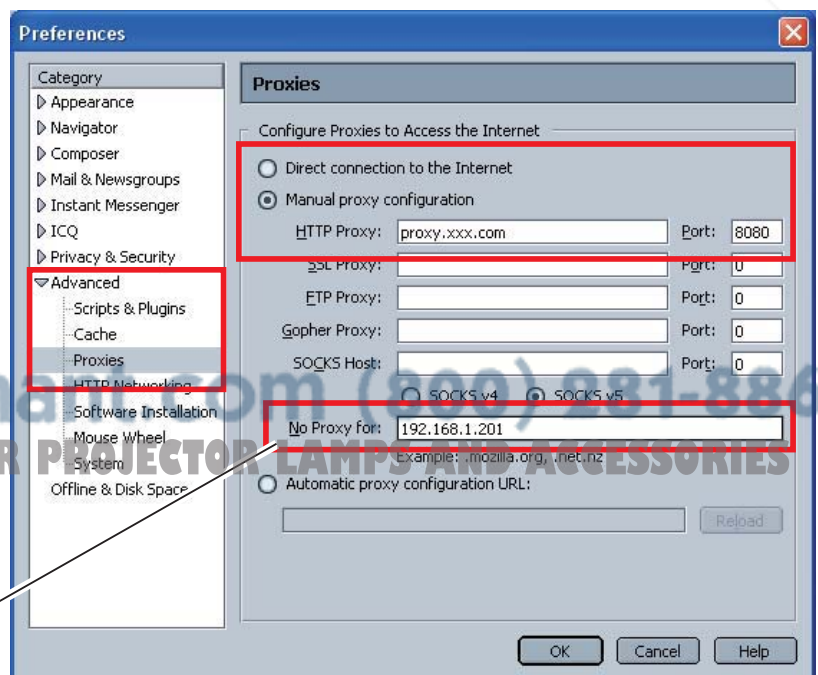 Preferences
Category
Appearance
Navigator
Composer
Mail & Newsgroups
Instant Messenger
ICQ
Privacy & Security
Advanced
Scripts & Plugins
Cache
Proxies
HTTP Networking
Software Installation
Mouse Wheel
System
Offline & Disk Space
Proxies
Configure Proxies to Access the Internet
Direct connection to the Internet
Manual proxy configuration
HTTP Proxy: proxy.xxx.com Port: 8080
SSL Proxy: Port: 0
FTP Proxy: Port: 0
Gopher Proxy: Port: 0
SOCKS Host: Port: 0
SOCKS v4 SOCKS v5
No Proxy for: 192.168.1.201
Example: .mozilla.org, .net.nz
Automatic proxy configuration URL:
Reload
OK Cancel Help
nant.com (800) 281-886
R PROJECTOR LAMPS AND ACCESSORIES